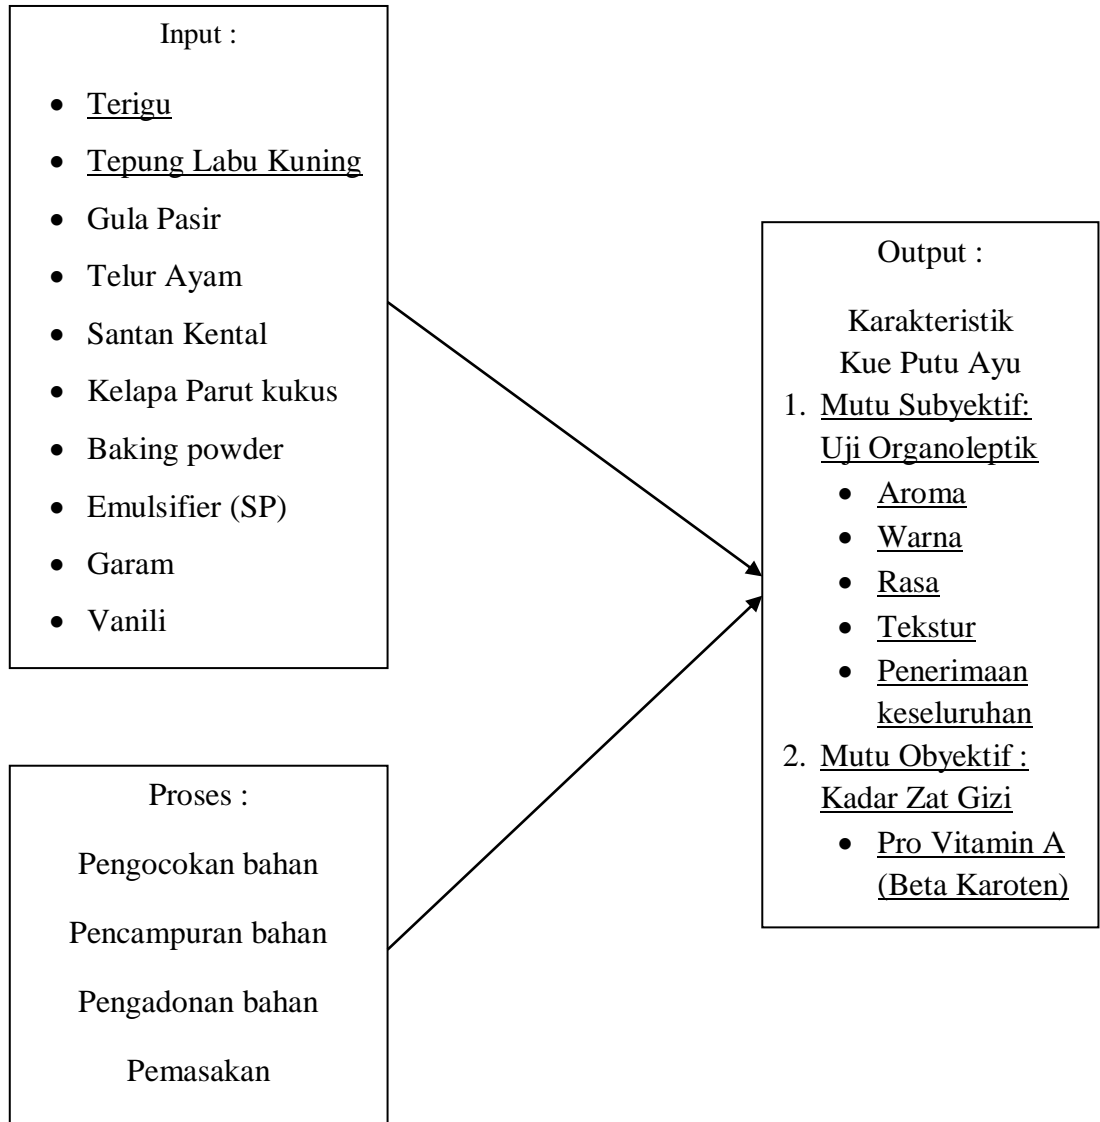 Input :
• Terigu
• Tepung Labu Kuning
• Gula Pasir
• Telur Ayam
• Santan Kental
• Kelapa Parut kukus
• Baking powder
• Emulsifier (SP)
• Garam
• Vanili
Proses :
Pengocokan bahan
Pencampuran bahan
Pengadonan bahan
Pemasakan
Output :
Karakteristik
Kue Putu Ayu
1. Mutu Subyektif:
Uji Organoleptik
• Aroma
• Warna
• Rasa
• Tekstur
• Penerimaan
keseluruhan
2. Mutu Obyektif :
Kadar Zat Gizi
• Pro Vitamin A
(Beta Karoten)